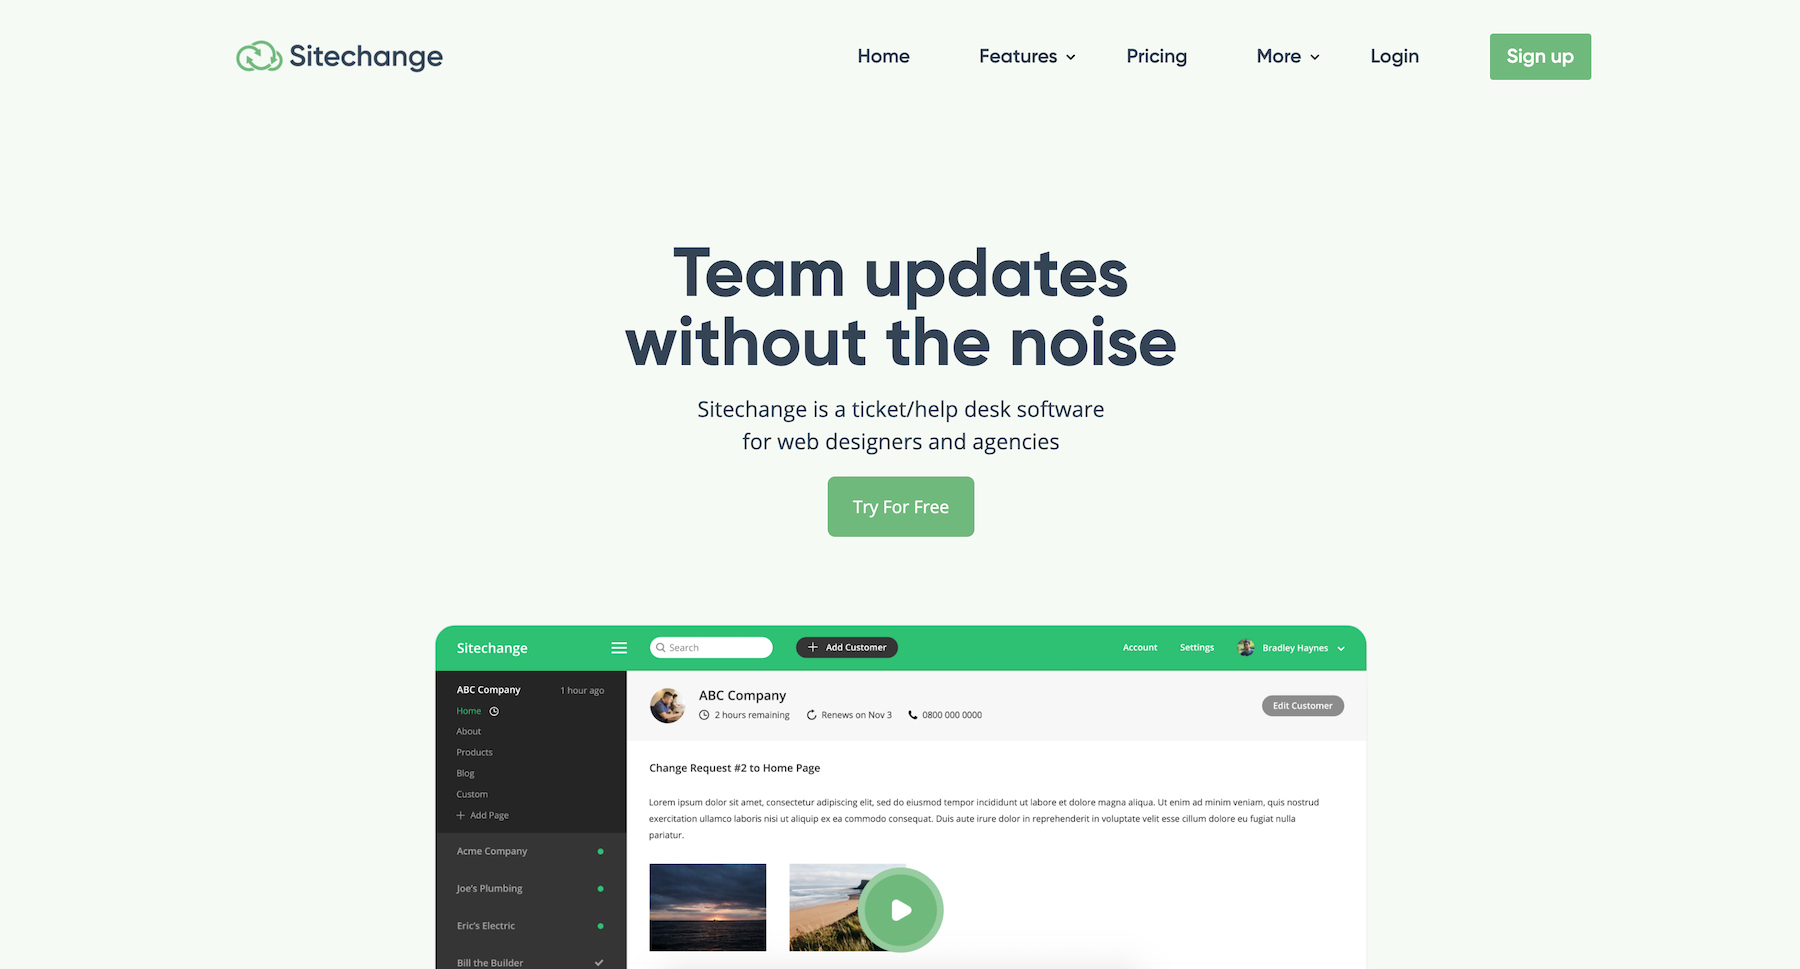 Sitechange
Home
Features
Pricing
More
Login
Sign up
Team updates
without the noise
Sitechange is a ticket/help desk software
for web designers and agencies
Try For Free
Sitechange
Search
Add Customer
Account
Settings
Bradley Haynes
ABC Company
1 hour ago
Home
About
Products
Blog
Custom
Add Page
Acme Company
Joe's Plumbing
Eric's Electric
Bill the Builder
ABC Company
2 hours remaining
Renews on Nov 3
0800 000 0000
Edit Customer
Change Request #2 to Home Page
Lorem ipsum dolor sit amet, consectetur adipiscing elit, sed do eiusmod tempor incididunt ut labore et dolore magna aliqua. Ut enim ad minim veniam, quis nostrud
exercitation ullamco laboris nisi ut aliquip ex ea commodo consequat. Duis aute irure dolor in reprehenderit in voluptate velit esse cillum dolore eu fugiat nulla
pariatur.